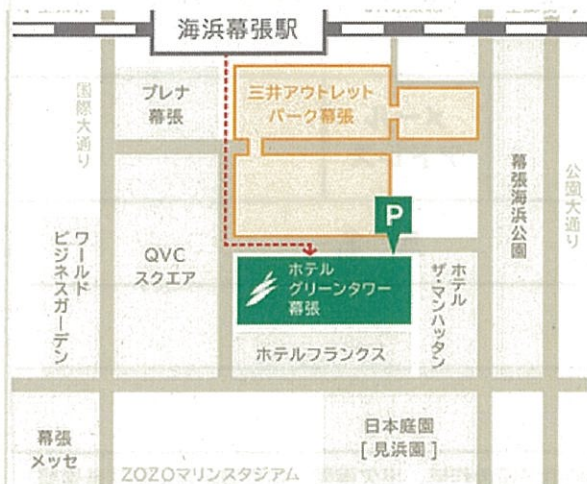 海浜幕張駅
プレナ
幕張
三井アウトレット
パーク幕張
国際大通り
幕張海浜公園
公園大通り
P
ワールド
ビジネスガーデン
QVC
スクエア
ホテル
グリーンタワー
幕張
ホテル
ザ・マンハッタン
ホテルフランクス
幕張
メッセ
日本庭園
[見浜園]
ZOZOマリンスタジアム